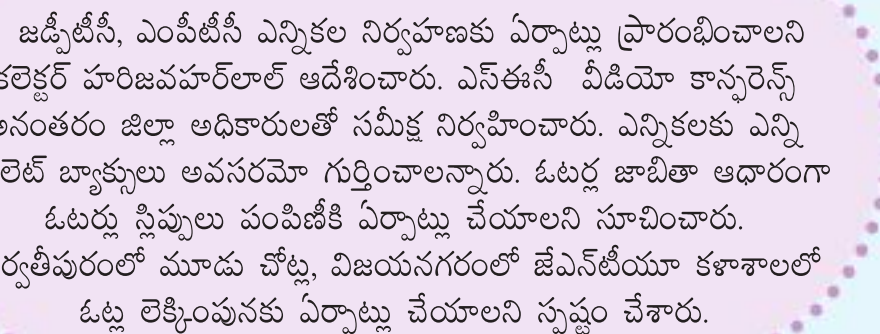 జడ్పీటీసీ, ఎంపీటీసీ ఎన్నికల నిర్వహణకు ఏర్పాట్లు ప్రారంభించాలని
కలెక్టర్ హరిజవహర్‌లాల్ ఆదేశించారు. ఎస్ఈసీ వీడియో కాన్ఫరెన్స్
అనంతరం జిల్లా అధికారులతో సమీక్ష నిర్వహించారు. ఎన్నికలకు ఎన్ని
లెట్ బ్యాక్సులు అవసరమో గుర్తించాలన్నారు. ఓటర్ల జాబితా ఆధారంగా
ఓటర్లు స్లిప్పులు పంపిణీకి ఏర్పాట్లు చేయాలని సూచించారు.
ర్వతీపురంలో మూడు చోట్ల, విజయనగరంలో జేఎన్‌టీయూ కళాశాలలో
ఓట్ల లెక్కింపునకు ఏర్పాట్లు చేయాలని స్పష్టం చేశారు.